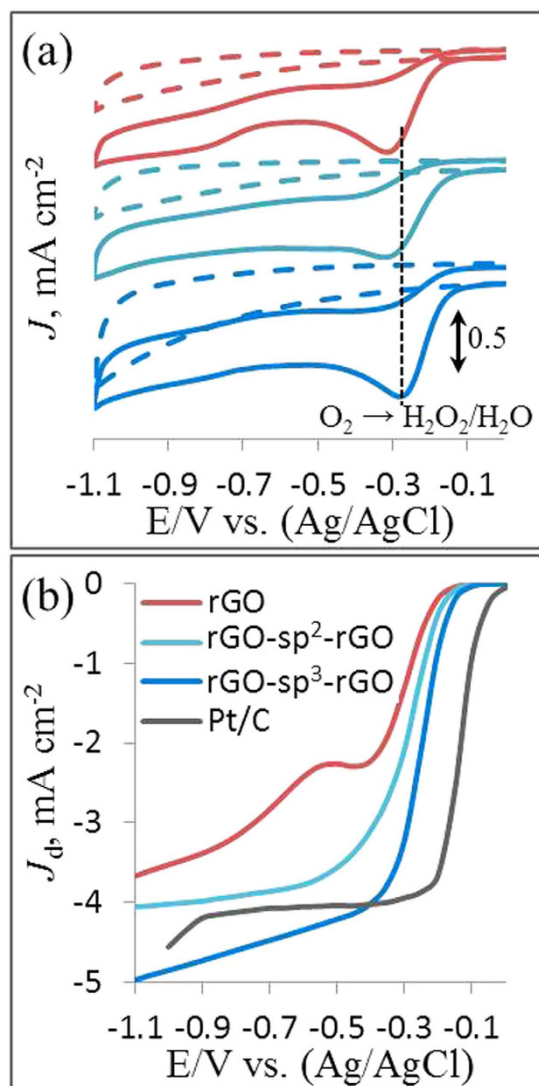 (a)
J, mA cm⁻²
0.5
O₂ → H₂O₂/H₂O
-1.1 -0.9 -0.7 -0.5 -0.3 -0.1
E/V vs. (Ag/AgCl)
(b)
0
rGO
rGO-sp²-rGO
-1
rGO-sp³-rGO
Pt/C
-2
J_d, mA cm⁻²
-3
-4
-5
-1.1 -0.9 -0.7 -0.5 -0.3 -0.1
E/V vs. (Ag/AgCl)